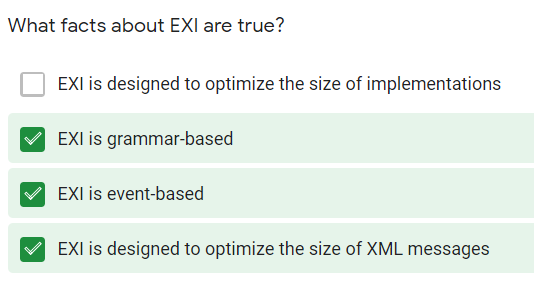 What facts about EXI are true?
EXI is designed to optimize the size of implementations
EXI is grammar-based
EXI is event-based
EXI is designed to optimize the size of XML messages